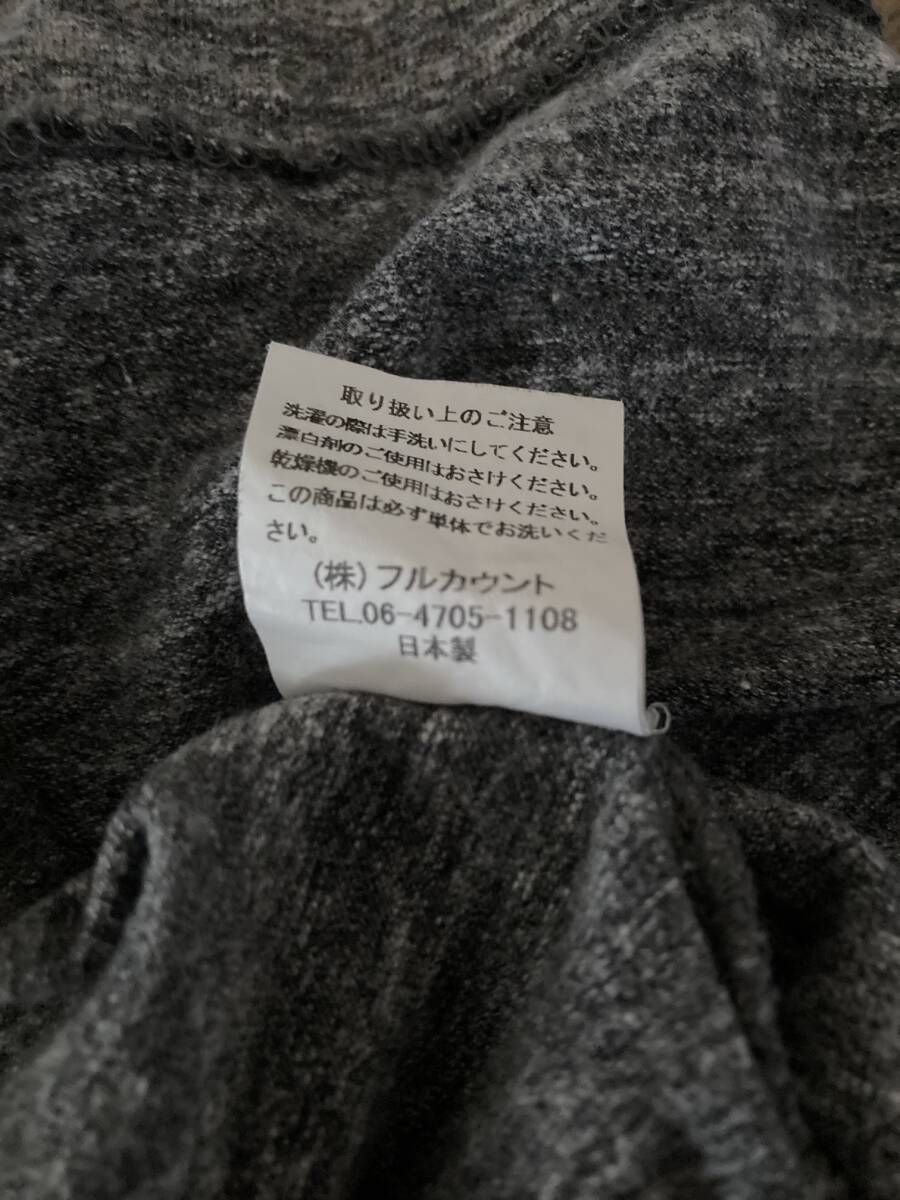 取り扱い上のご注意
洗濯の際は手洗いにしてください。
漂白剤のご使用はおさけください。
乾燥機のご使用はおさけください。
この商品は必ず単体でお洗いくだ
さい。
(株)フルカウント
TEL.06-4705-1108
日本製